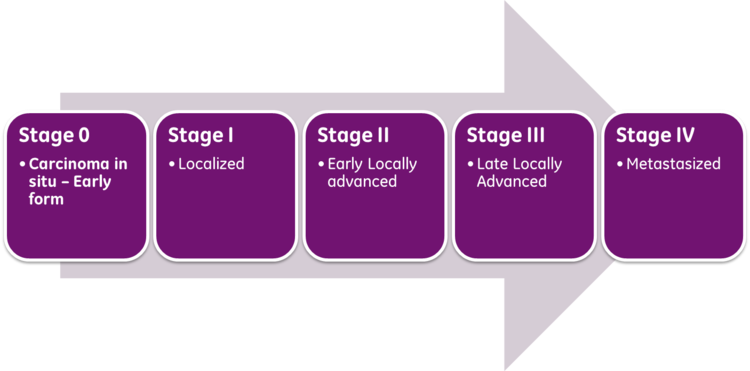 Stage 0
• Carcinoma in
situ – Early
form
Stage I
• Localized
Stage II
• Early Locally
advanced
Stage III
• Late Locally
Advanced
Stage IV
• Metastasized